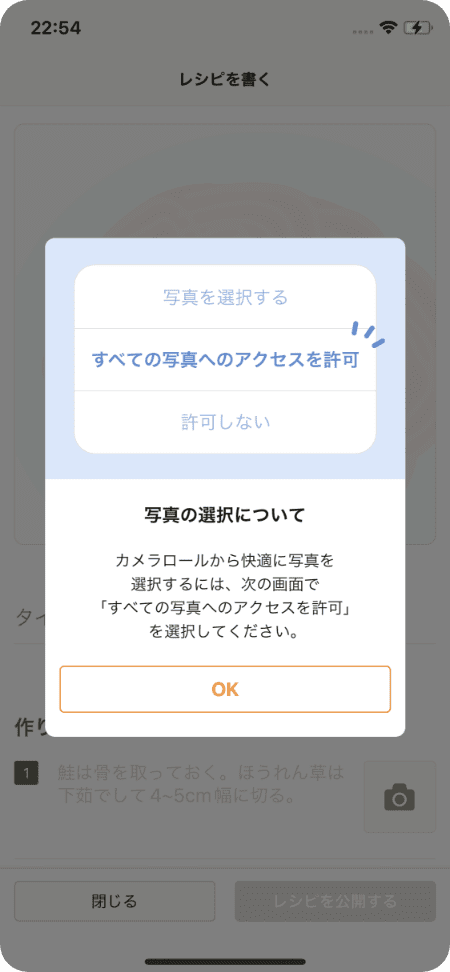 22:54
レシピを書く
写真を選択する
すべての写真へのアクセスを許可
許可しない
写真の選択について
カメラロールから快適に写真を
選択するには、次の画面で
「すべての写真へのアクセスを許可」
を選択してください。
OK
タイ
作り
1 鮭は骨を取っておく。ほうれん草は
下茹でして4~5cm幅に切る。
閉じる
レシピを公開する